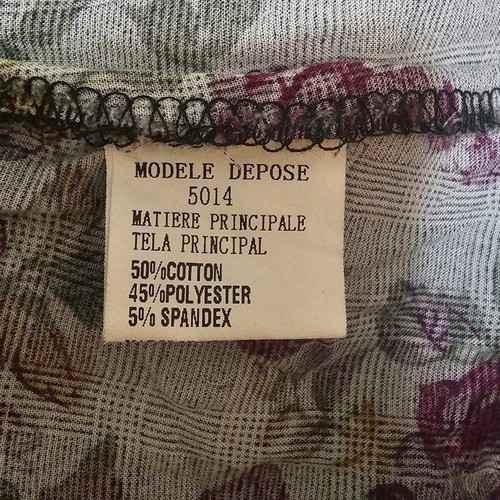 MODELE DEPOSE
5014
MATIERE PRINCIPALE
TELA PRINCIPAL
50%COTTON
45%POLYESTER
5% SPANDEX